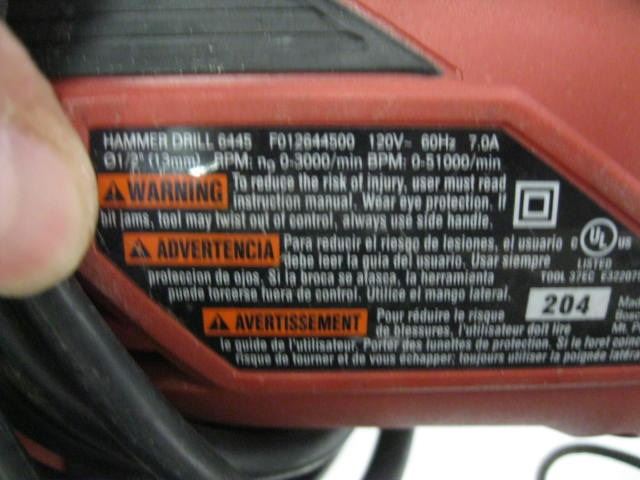 HAMMER DRILL 6445 F012644500 120V~ 60Hz 7.0A
Ø1/2" (13mm) RPM: n₀ 0-3000/min BPM: 0-51000/min
WARNING To reduce the risk of injury, user must read
instruction manual. Wear eye protection. If
bit jams, tool may twist out of control, always use side handle.
ADVERTENCIA Para reducir el riesgo de lesiones, el usuario
debe leer la guia del usuario. Usar siempre
proteccion de ojos. Si la broca se atasca, la herramienta
puede torcerse fuera de control. Utilice el mango lateral.
AVERTISSEMENT Pour réduire le risque
de blessures, l'utilisateur doit lire
le guide de l'utilisateur. Porter des lunettes de protection. Si le foret coince
risque de tourner et de vous échapper: toujours utiliser la poignée
c UL us
LISTED
TOOL 37EC
204